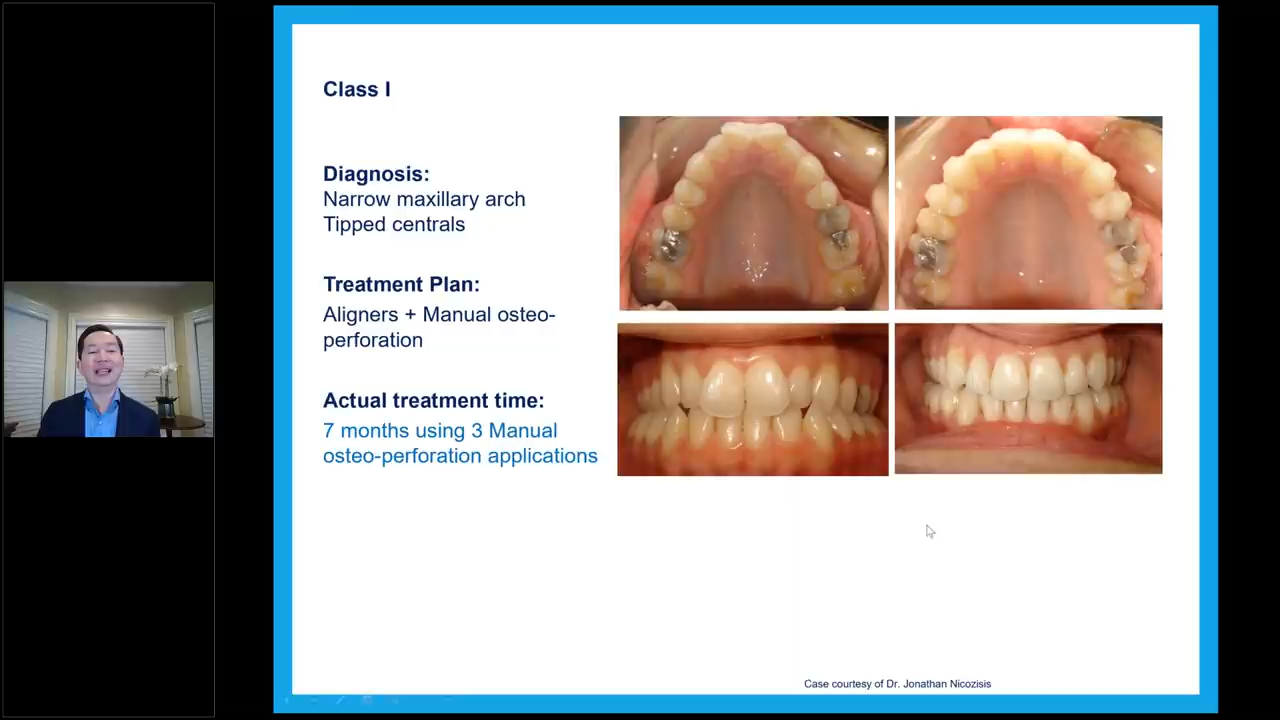 Class I
Diagnosis:
Narrow maxillary arch
Tipped centrals
Treatment Plan:
Aligners + Manual osteo-
perforation
Actual treatment time:
7 months using 3 Manual
osteo-perforation applications
Case courtesy of Dr. Jonathan Nicozisis